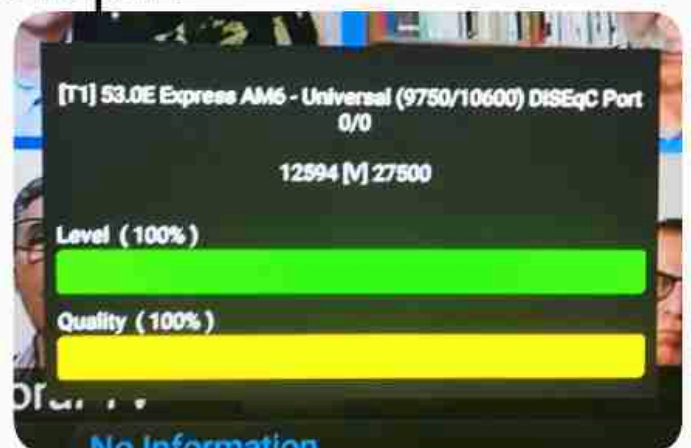 [T1] 53.0E Express AM6 - Universal (9750/10600) DISEqC Port
0/0
12594 [V] 27500
Level ( 100% )
Quality ( 100% )
No Information